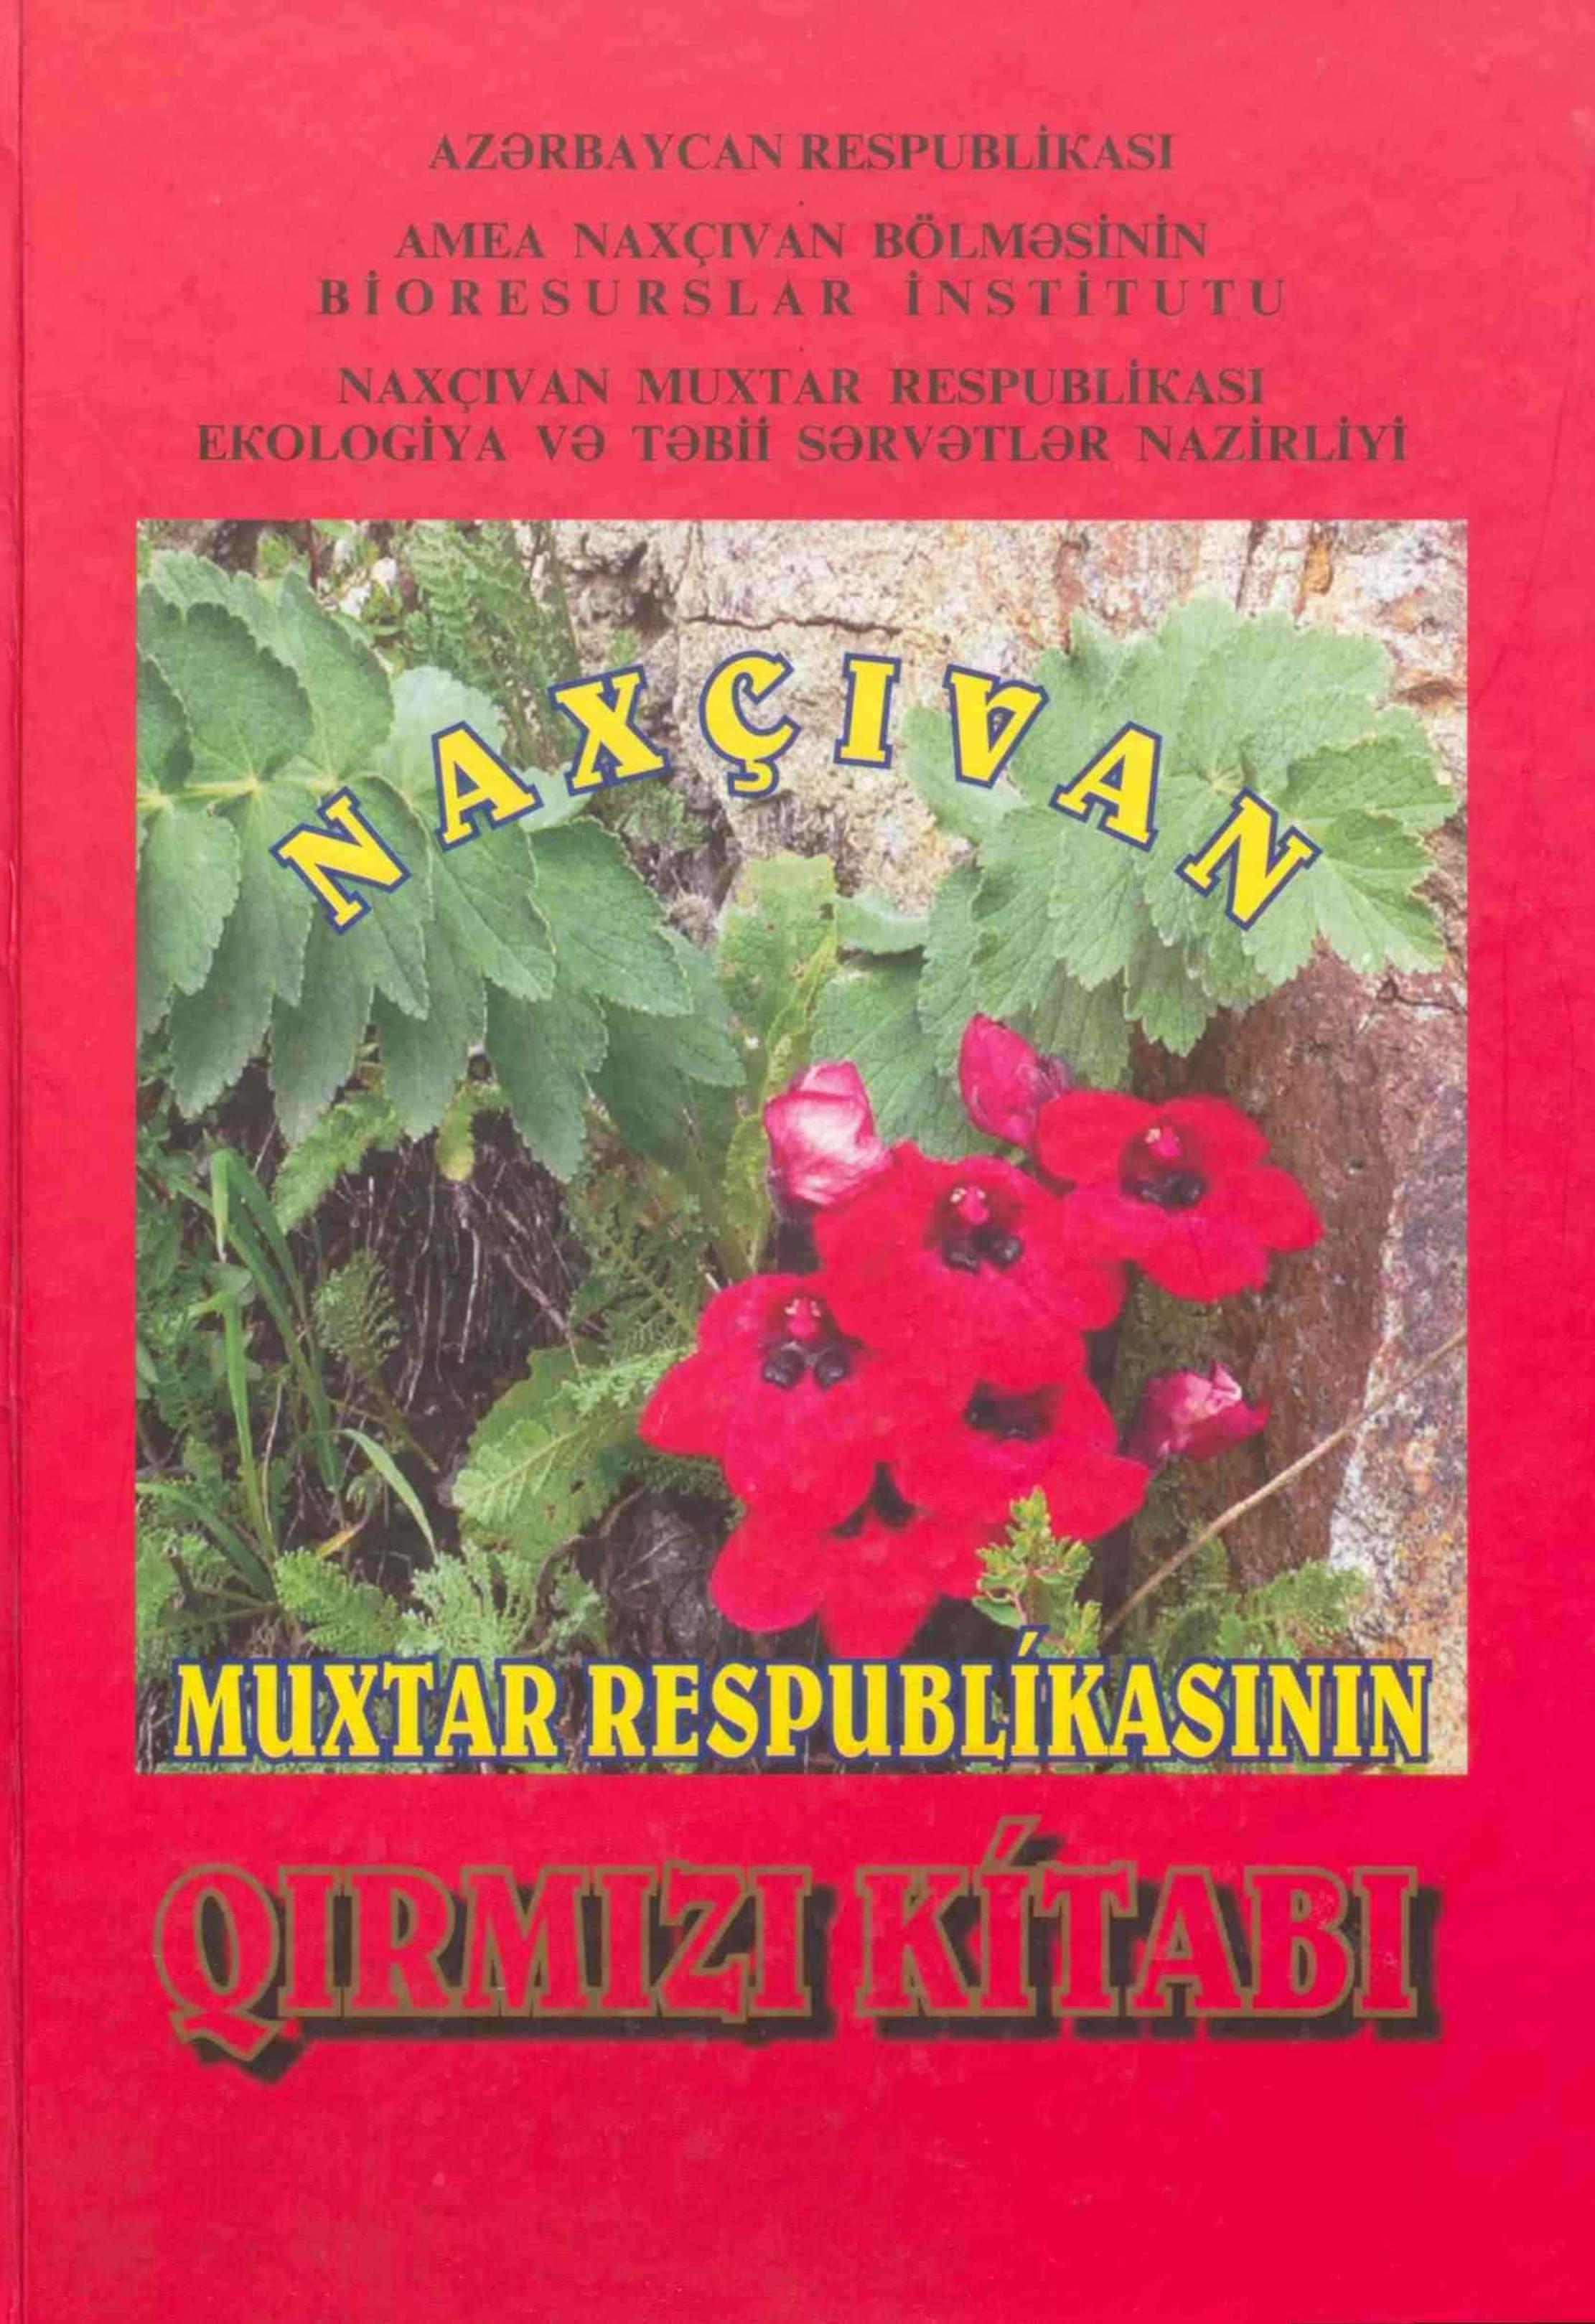 AZƏRBAYCAN RESPUBLİKASI
AMEA NAXÇIVAN BÖLMƏSİNİN
BİORESURSLAR İNSTİTUTU
NAXÇIVAN MUXTAR RESPUBLİKASI
EKOLOGİYA VƏ TƏBİİ SƏRVƏTLƏR NAZİRLİYİ
NAXÇIVAN
MUXTAR RESPUBLİKASININ
QIRMIZI KİTABI